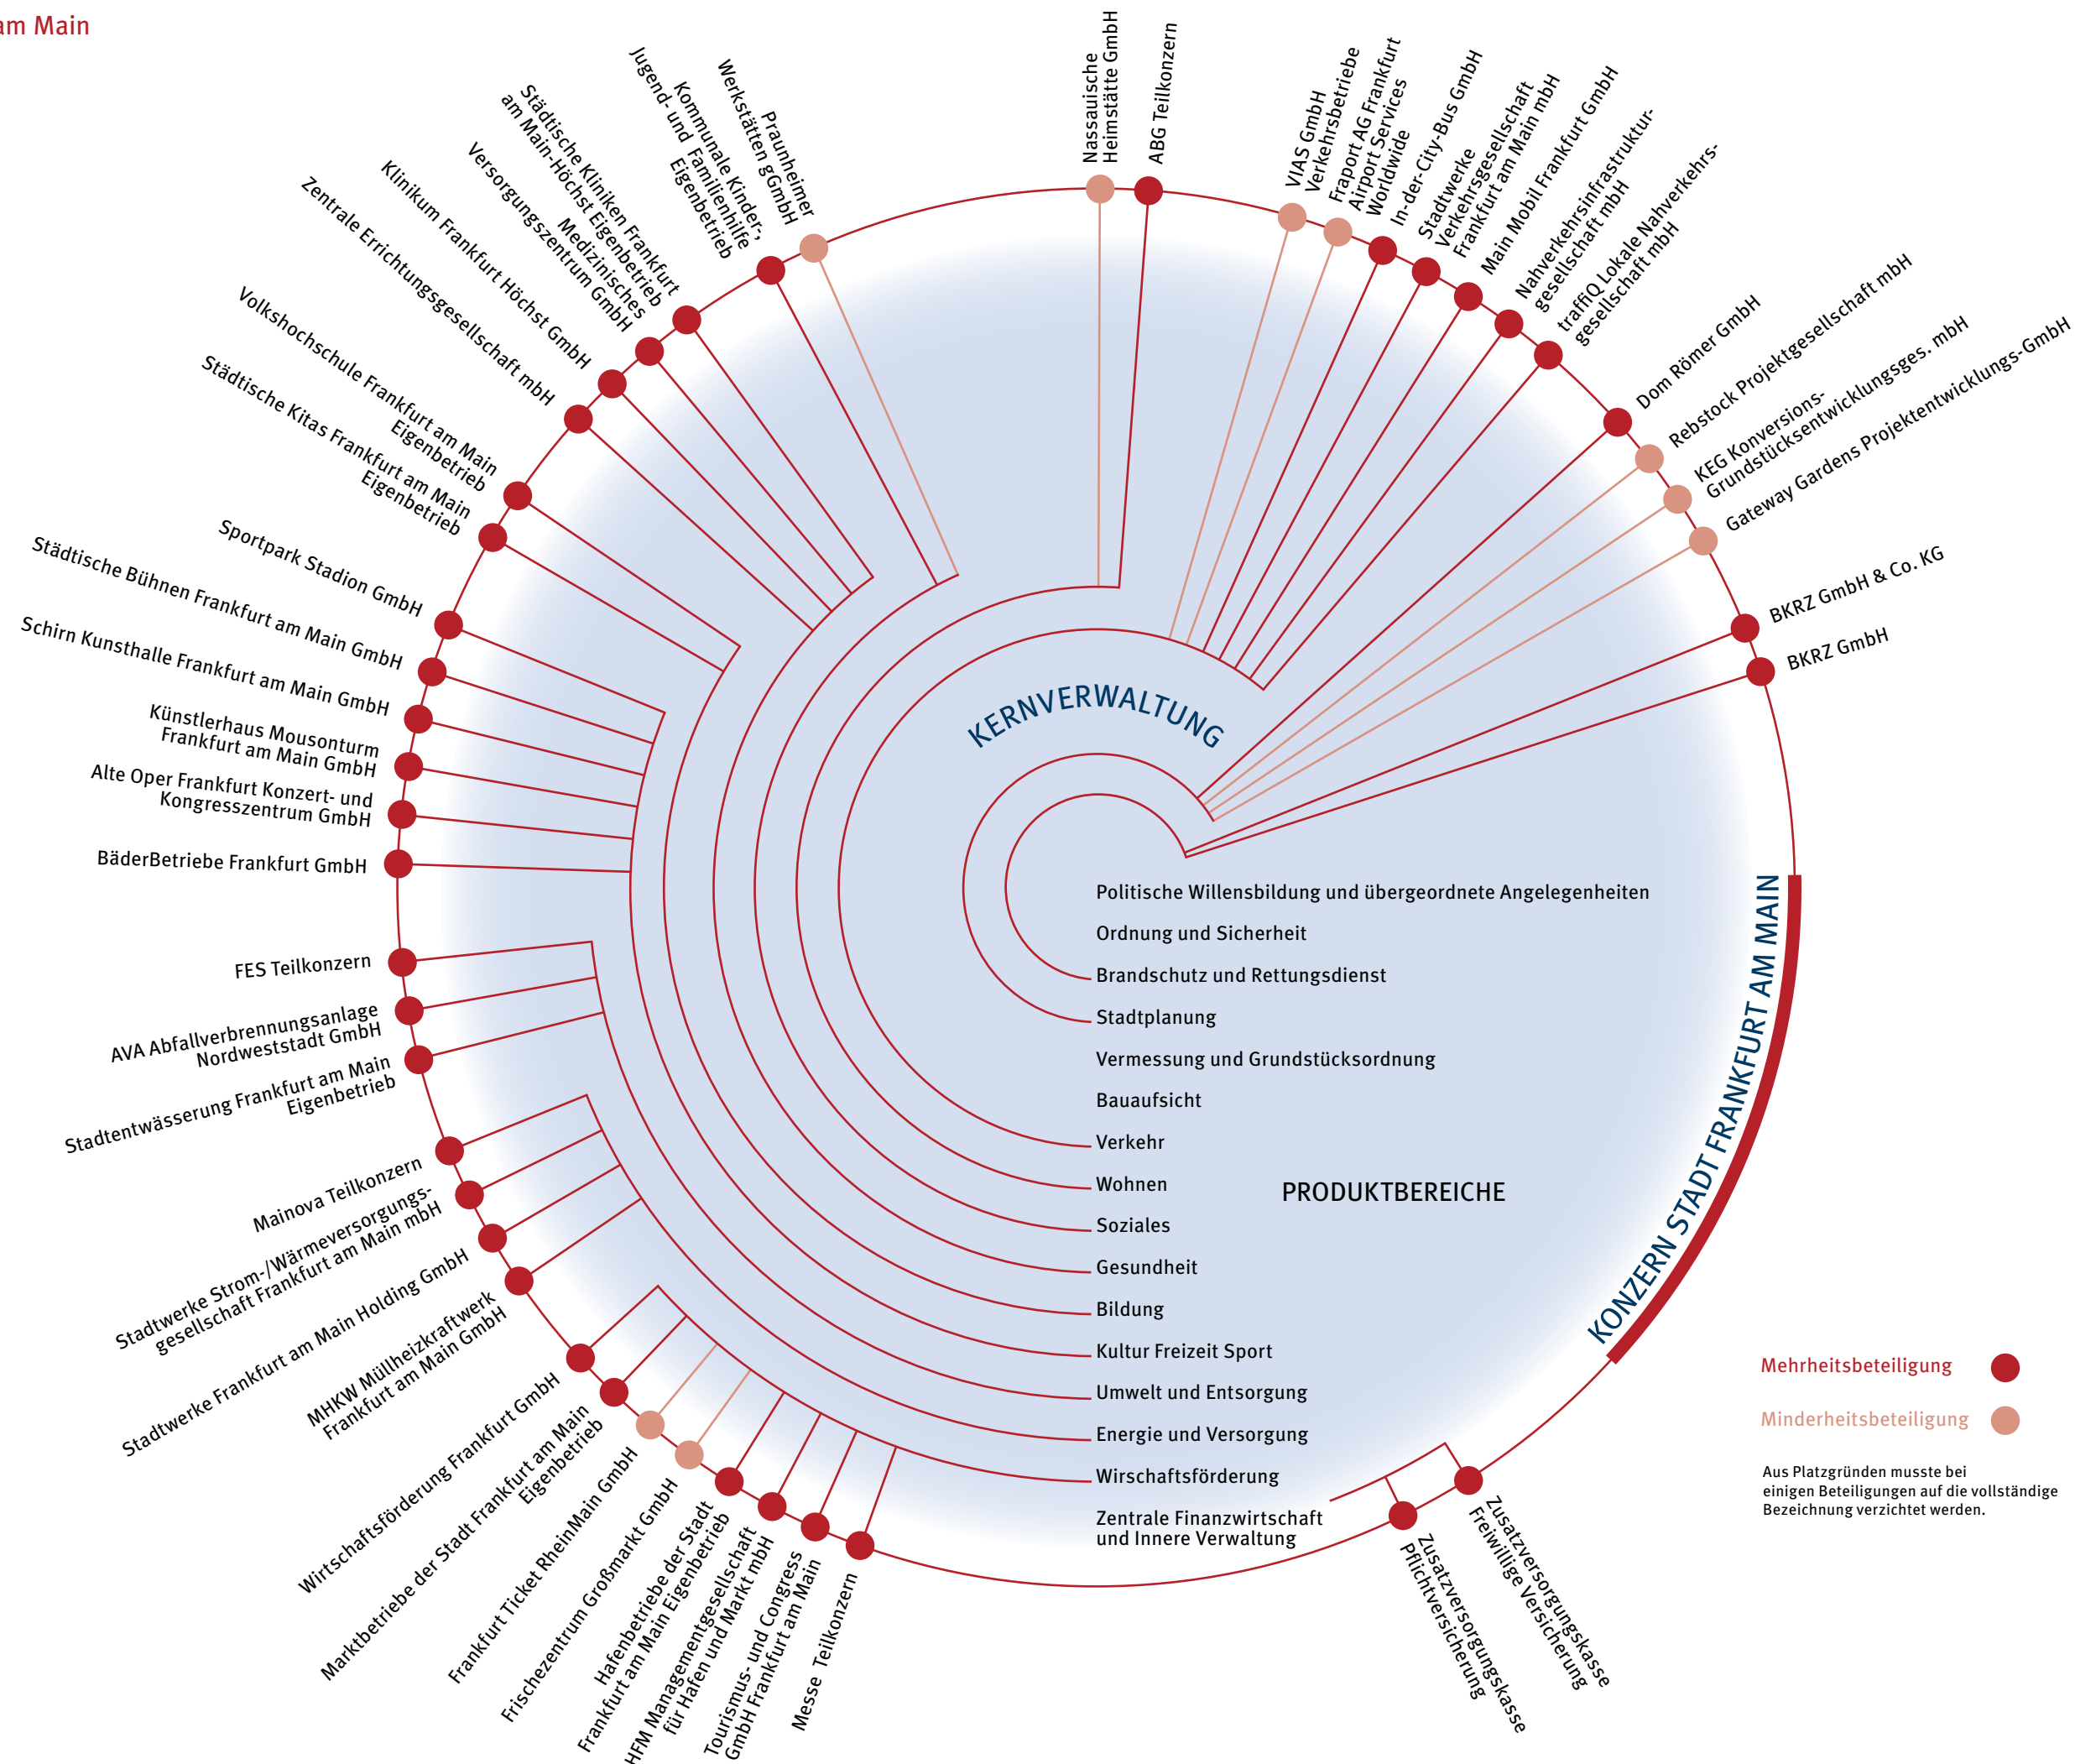 am Main
Nassauische
Heimstätte GmbH
ABG Teilkonzern
VIAS GmbH
Verkehrsbetriebe
Fraport AG Frankfurt
Airport Services
Worldwide
In-der-City-Bus GmbH
Stadtwerke
Verkehrsgesellschaft
Frankfurt am Main mbH
Main Mobil Frankfurt GmbH
Nahverkehrsinfrastruktur-
gesellschaft mbH
traffiQ Lokale Nahverkehrs-
gesellschaft mbH
Dom Römer GmbH
Rebstock Projektgesellschaft mbH
KEG Konversions-
Grundstücksentwicklungsges. mbH
Gateway Gardens Projektentwicklungs-GmbH
BKRZ GmbH & Co. KG
BKRZ GmbH
Praunheimer
Werkstätten gGmbH
Kommunale Kinder-,
Jugend- und Familienhilfe
Eigenbetrieb
Städtische Kliniken Frankfurt
am Main-Höchst Eigenbetrieb
Medizinisches
Versorgungszentrum GmbH
Klinikum Frankfurt Höchst GmbH
Zentrale Errichtungsgesellschaft mbH
Volkshochschule Frankfurt am Main
Eigenbetrieb
Städtische Kitas Frankfurt am Main
Eigenbetrieb
Sportpark Stadion GmbH
Städtische Bühnen Frankfurt am Main GmbH
Schirn Kunsthalle Frankfurt am Main GmbH
Künstlerhaus Mousonturm
Frankfurt am Main GmbH
Alte Oper Frankfurt Konzert- und
Kongresszentrum GmbH
BäderBetriebe Frankfurt GmbH
FES Teilkonzern
AVA Abfallverbrennungsanlage
Nordweststadt GmbH
Stadtentwässerung Frankfurt am Main
Eigenbetrieb
Mainova Teilkonzern
Stadtwerke Strom-/Wärmeversorgungs-
gesellschaft Frankfurt am Main mbH
Stadtwerke Frankfurt am Main Holding GmbH
MHKW Müllheizkraftwerk
Frankfurt am Main GmbH
Wirtschaftsförderung Frankfurt GmbH
Marktbetriebe der Stadt Frankfurt am Main
Eigenbetrieb
Frankfurt Ticket RheinMain GmbH
Frischezentrum Großmarkt GmbH
Hafenbetriebe der Stadt
Frankfurt am Main Eigenbetrieb
HFM Managementgesellschaft
für Hafen und Markt mbH
Tourismus- und Congress
GmbH Frankfurt am Main
Messe Teilkonzern
Zusatzversorgungskasse
Pflichtversicherung
Zusatzversorgungskasse
Freiwillige Versicherung
KERNVERWALTUNG
Politische Willensbildung und übergeordnete Angelegenheiten
Ordnung und Sicherheit
Brandschutz und Rettungsdienst
Stadtplanung
Vermessung und Grundstücksordnung
Bauaufsicht
Verkehr
Wohnen
Soziales
Gesundheit
Bildung
Kultur Freizeit Sport
Umwelt und Entsorgung
Energie und Versorgung
Wirschaftsförderung
Zentrale Finanzwirtschaft
und Innere Verwaltung
PRODUKTBEREICHE
KONZERN STADT FRANKFURT AM MAIN
Mehrheitsbeteiligung
Minderheitsbeteiligung
Aus Platzgründen musste bei
einigen Beteiligungen auf die vollständige
Bezeichnung verzichtet werden.